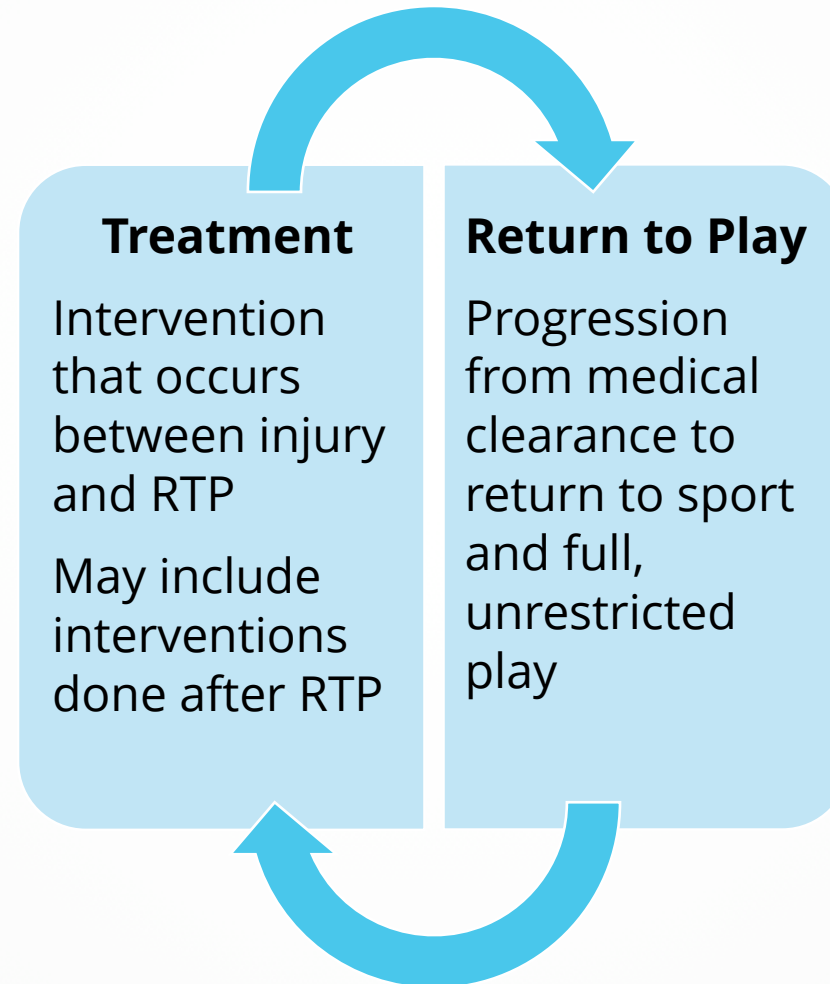 Treatment
Intervention
that occurs
between injury
and RTP
May include
interventions
done after RTP
Return to Play
Progression
from medical
clearance to
return to sport
and full,
unrestricted
play